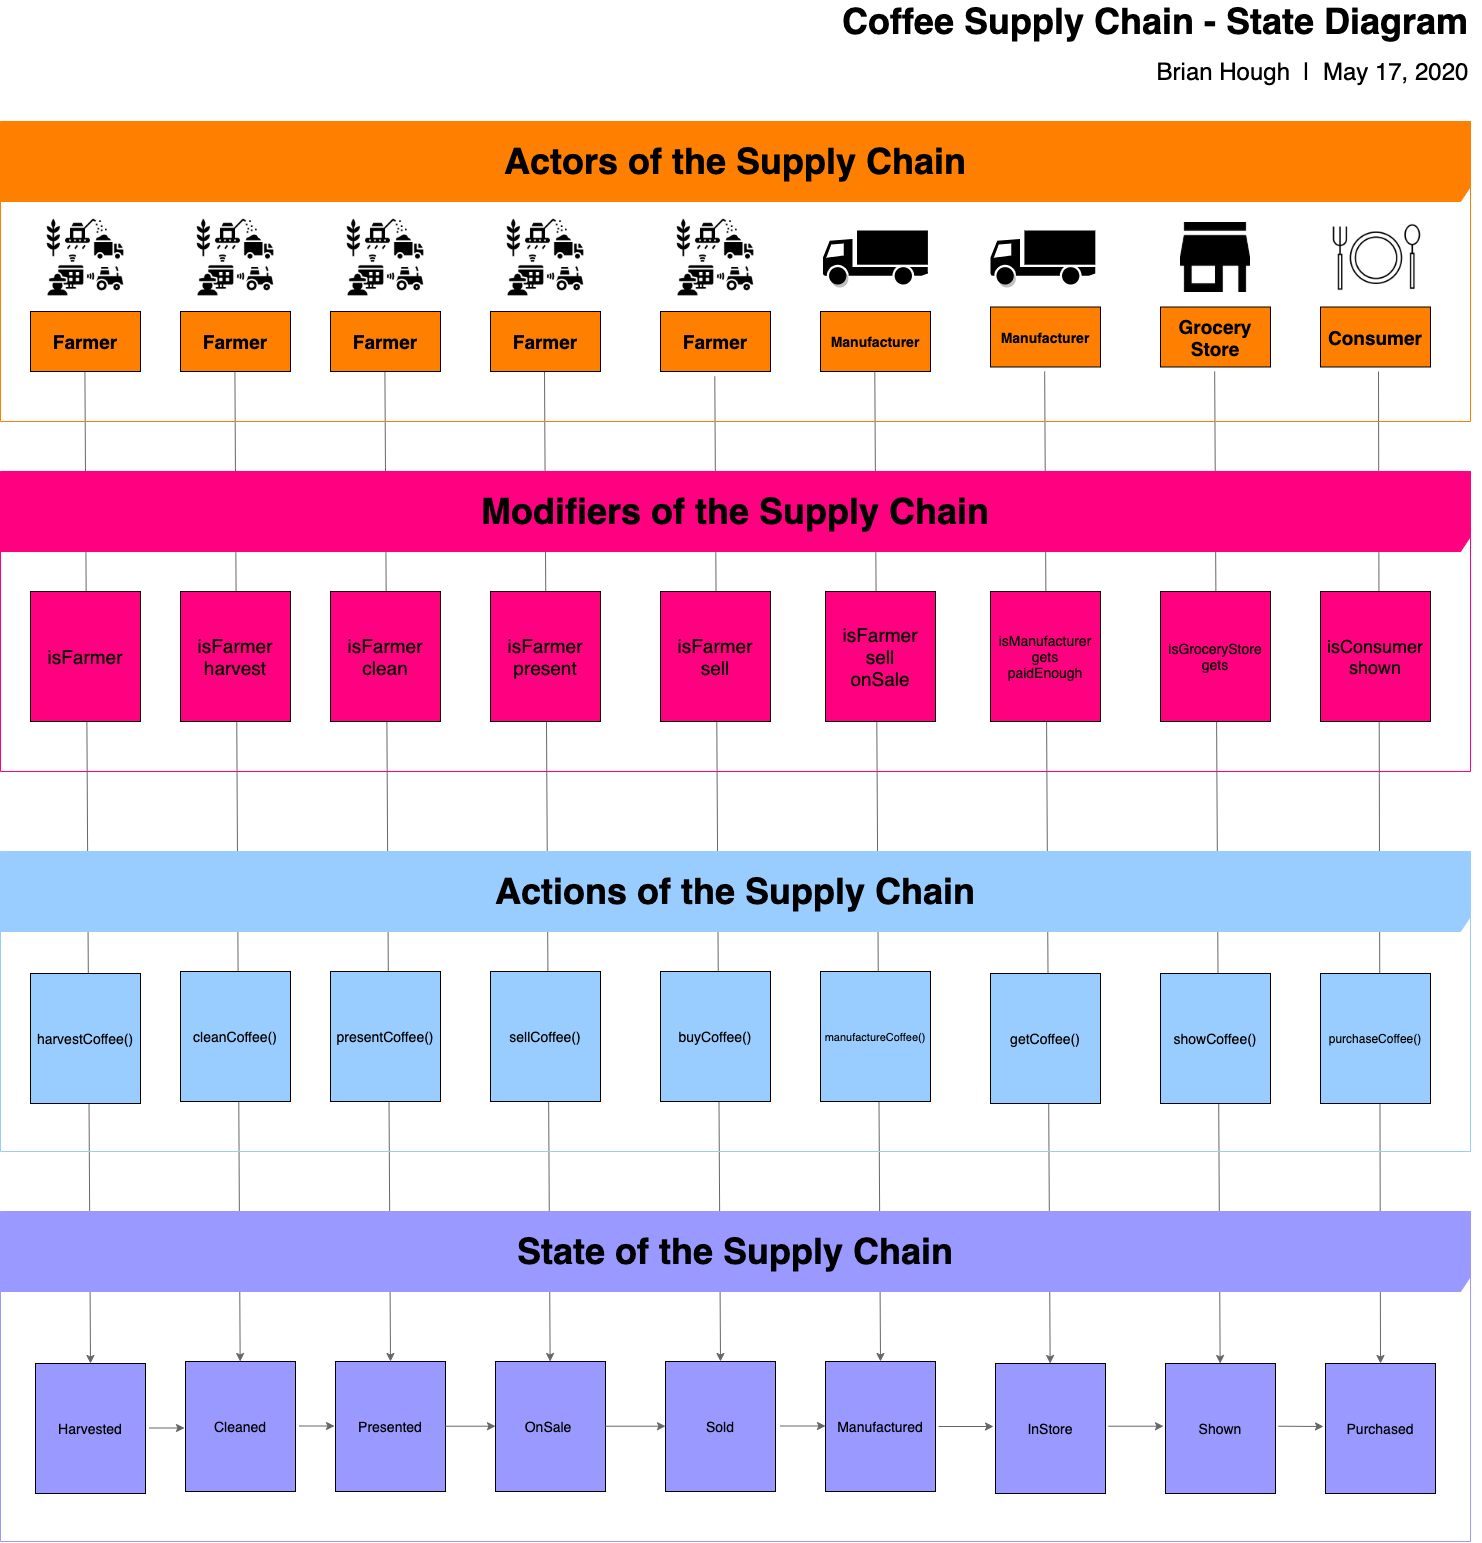 Coffee Supply Chain - State Diagram
Brian Hough | May 17, 2020
Actors of the Supply Chain
Farmer
Farmer
Farmer
Farmer
Farmer
Manufacturer
Manufacturer
Grocery
Store
Consumer
Modifiers of the Supply Chain
isFarmer
isFarmer
harvest
isFarmer
clean
isFarmer
present
isFarmer
sell
isFarmer
sell
onSale
isManufacturer
gets
paidEnough
isGroceryStore
gets
isConsumer
shown
Actions of the Supply Chain
harvestCoffee()
cleanCoffee()
presentCoffee()
sellCoffee()
buyCoffee()
manufactureCoffee()
getCoffee()
showCoffee()
purchaseCoffee()
State of the Supply Chain
Harvested
Cleaned
Presented
OnSale
Sold
Manufactured
InStore
Shown
Purchased